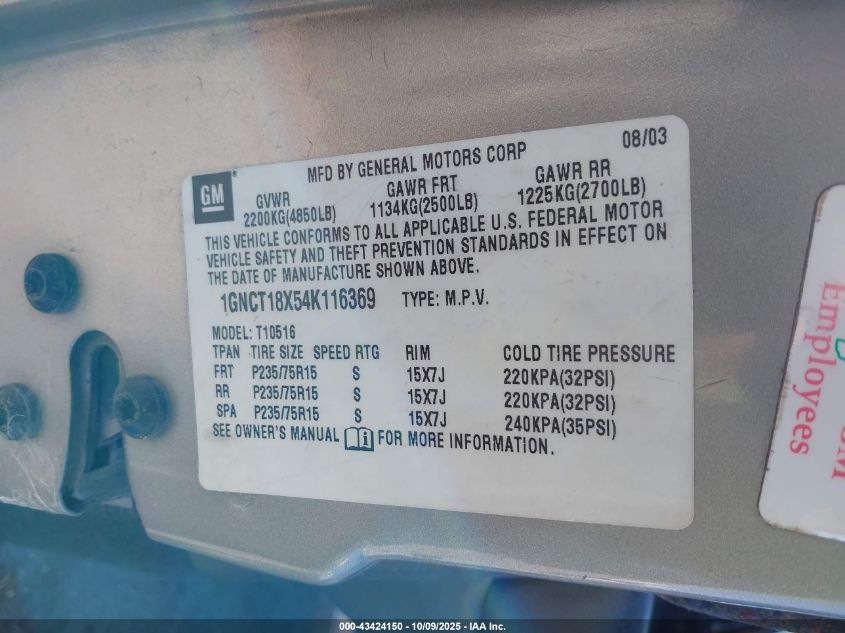 08/03
MFD BY GENERAL MOTORS CORP
GM
GVWR GAWR FRT GAWR RR
2200KG(4850LB) 1134KG(2500LB) 1225KG(2700LB)
THIS VEHICLE CONFORMS TO ALL APPLICABLE U.S. FEDERAL MOTOR
VEHICLE SAFETY AND THEFT PREVENTION STANDARDS IN EFFECT ON
THE DATE OF MANUFACTURE SHOWN ABOVE.
1GNCT18X54K116369 TYPE: M.P.V.
MODEL: T10516
TPAN TIRE SIZE SPEED RTG RIM COLD TIRE PRESSURE
FRT P235/75R15 S 15X7J 220KPA(32PSI)
RR P235/75R15 S 15X7J 220KPA(32PSI)
SPA P235/75R15 S 15X7J 240KPA(35PSI)
SEE OWNER'S MANUAL FOR MORE INFORMATION.
Employees
000-43424150 - 10/09/2025 - IAA Inc.